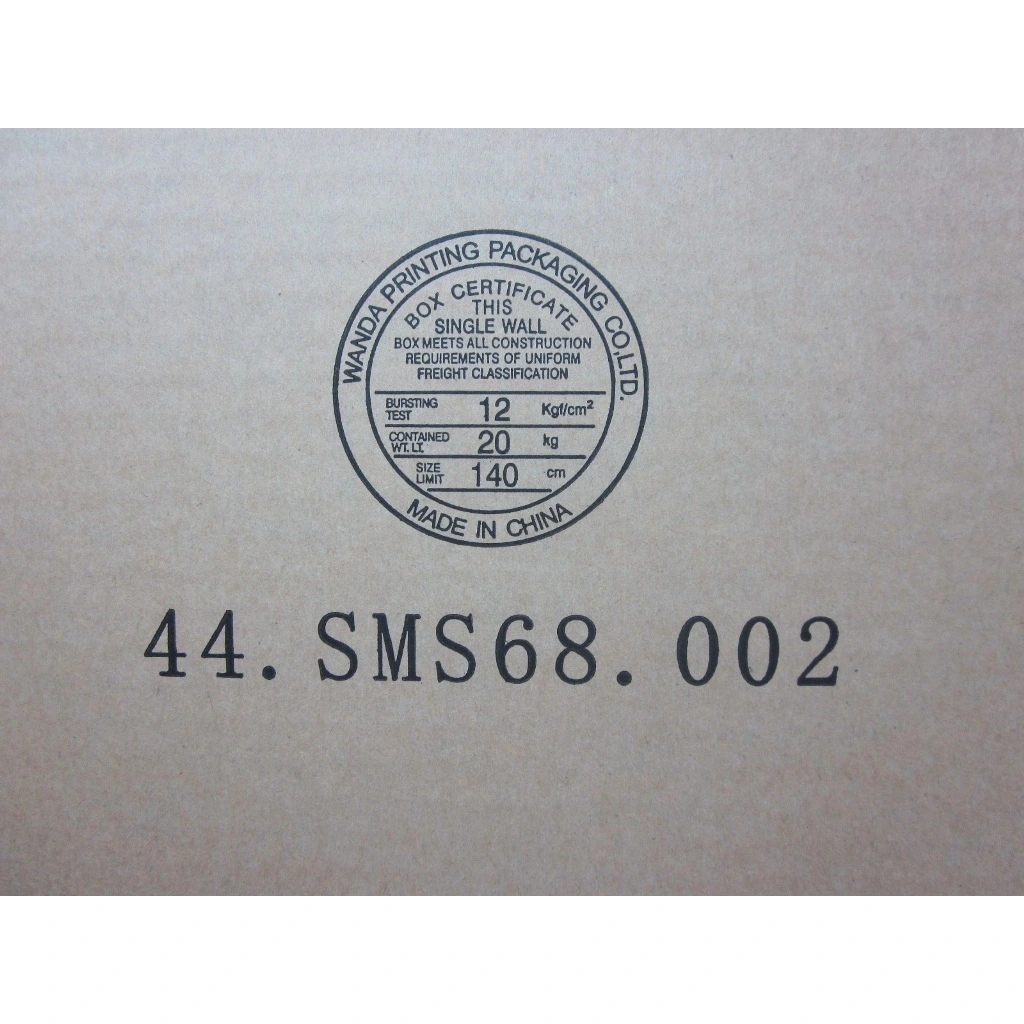 WANDA PRINTING PACKAGING CO.,LTD.
BOX CERTIFICATE
THIS
SINGLE WALL
BOX MEETS ALL CONSTRUCTION
REQUIREMENTS OF UNIFORM
FREIGHT CLASSIFICATION
BURSTING TEST 12 Kgf/cm²
CONTAINED WT. LT. 20 kg
SIZE LIMIT 140 cm
MADE IN CHINA
44.SMS68.002